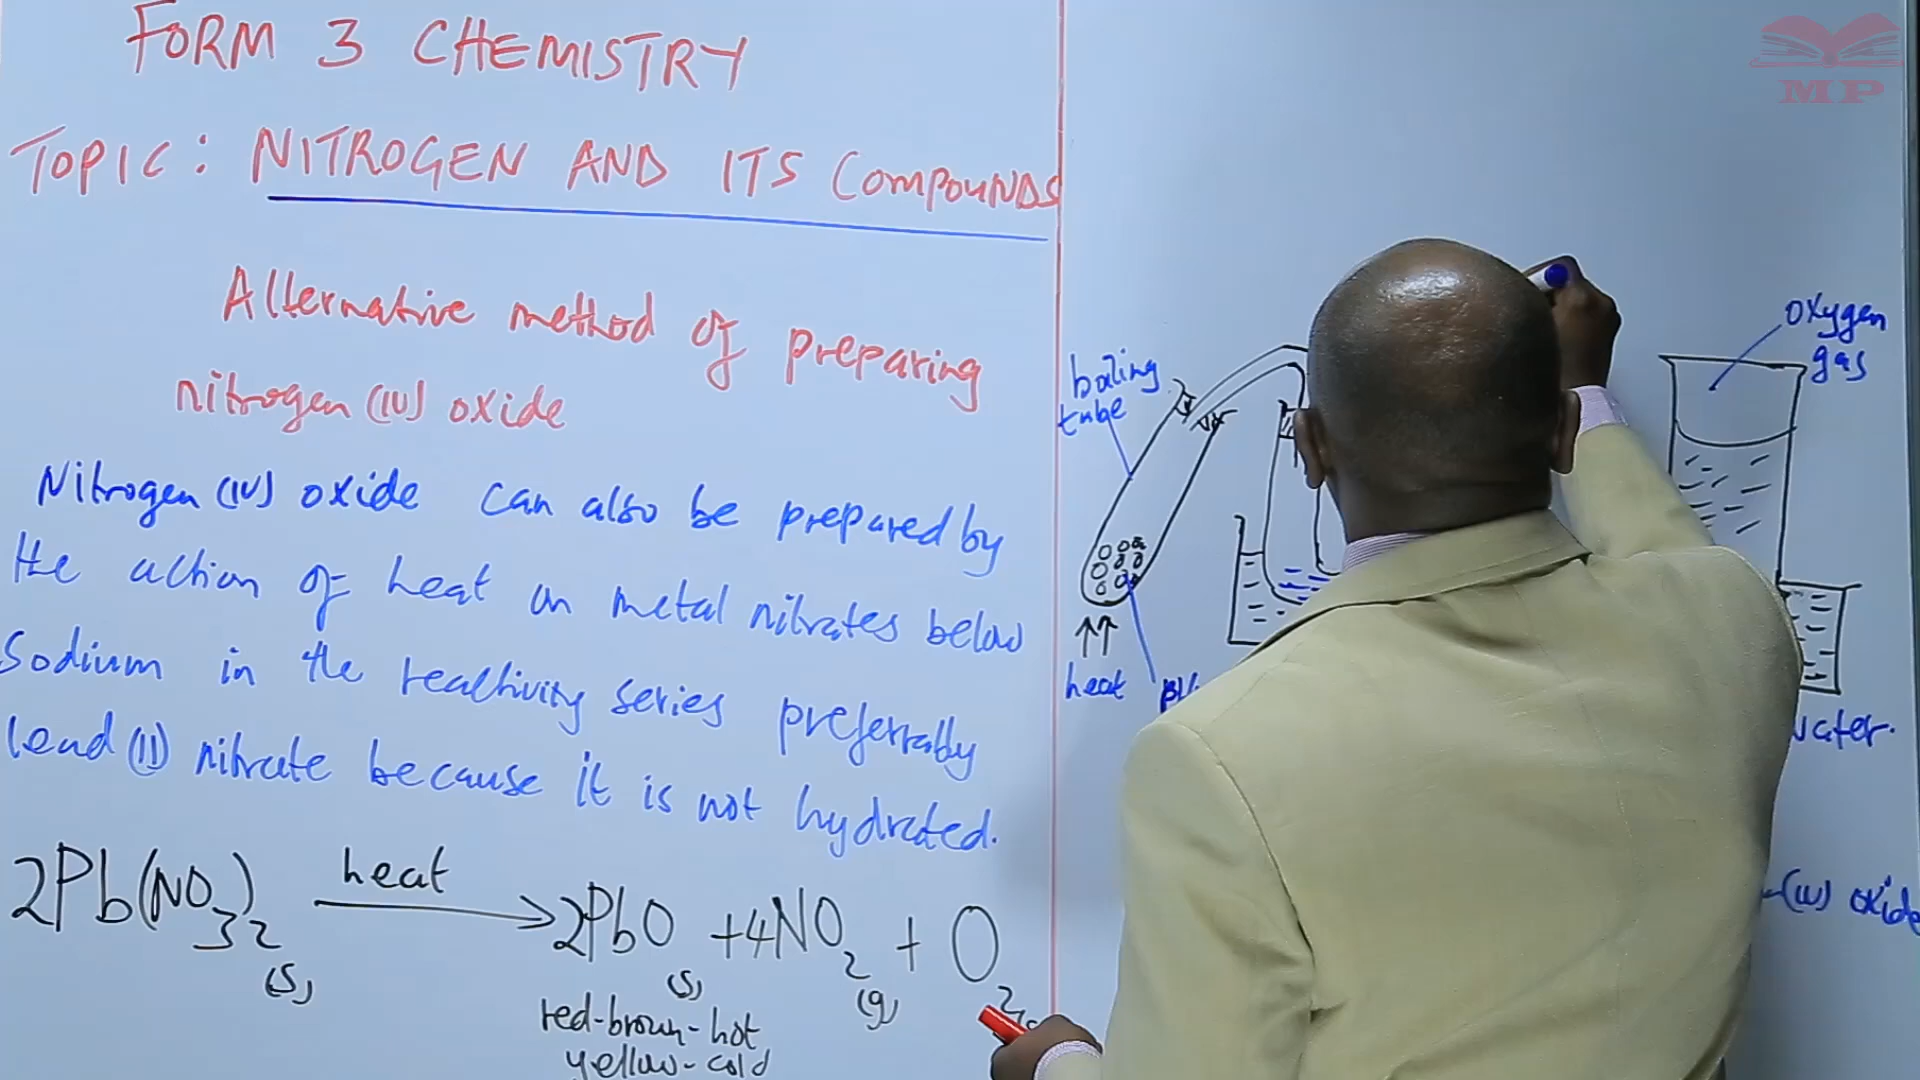 FORM 3 CHEMISTRY
TOPIC: NITROGEN AND ITS COMPOUNDS
Alternative method of preparing
nitrogen (IV) oxide
Nitrogen (IV) oxide can also be prepared by
the action of heat on metal nitrates below
Sodium in the reactivity series preferrably
lead (II) nitrate because it is not hydrated.
2Pb(NO3)2(s) heat → 2PbO(s) + 4NO2(g) + O2
red-brown-hot
yellow-cold
boiling
tube
heat
oxygen
gas
water.
(IV) oxide
MP